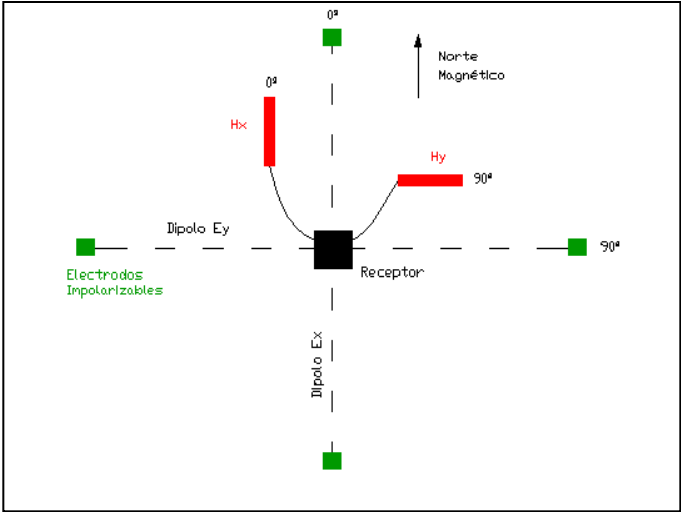 0º
Norte
Magnético
0º
Hx
Hy
90º
Dipolo Ey
90º
Electrodos
Impolarizables
Receptor
Dipolo Ex